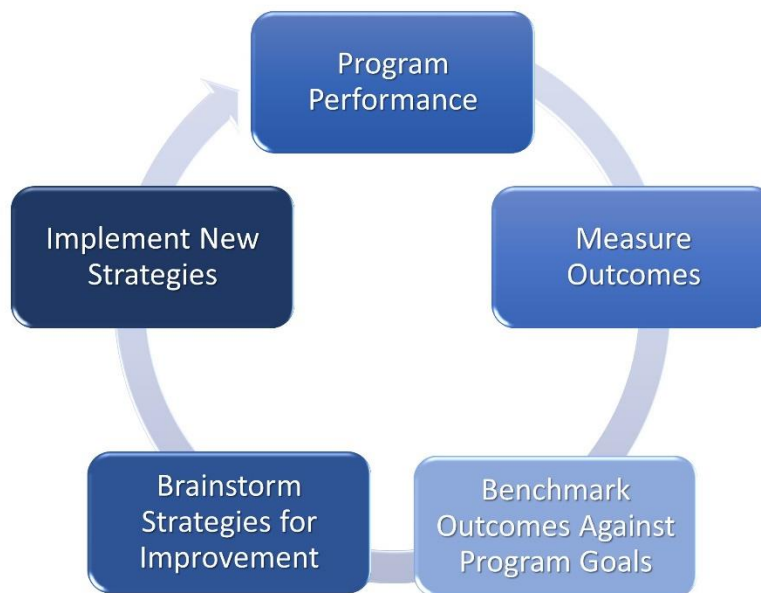 Program
Performance
Measure
Outcomes
Benchmark
Outcomes Against
Program Goals
Brainstorm
Strategies for
Improvement
Implement New
Strategies